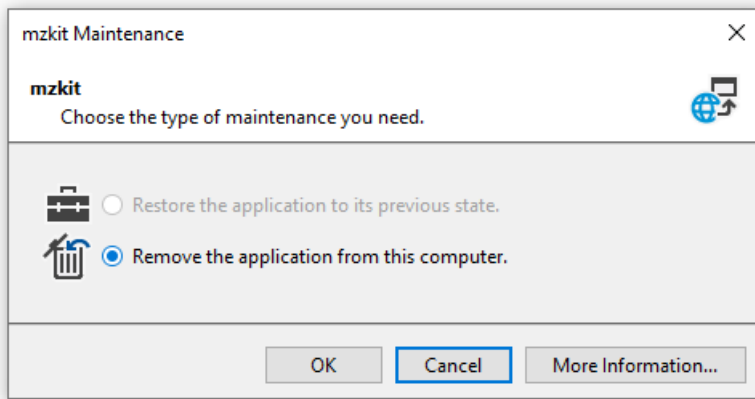 mzkit Maintenance
mzkit
Choose the type of maintenance you need.
Restore the application to its previous state.
Remove the application from this computer.
OK Cancel More Information...